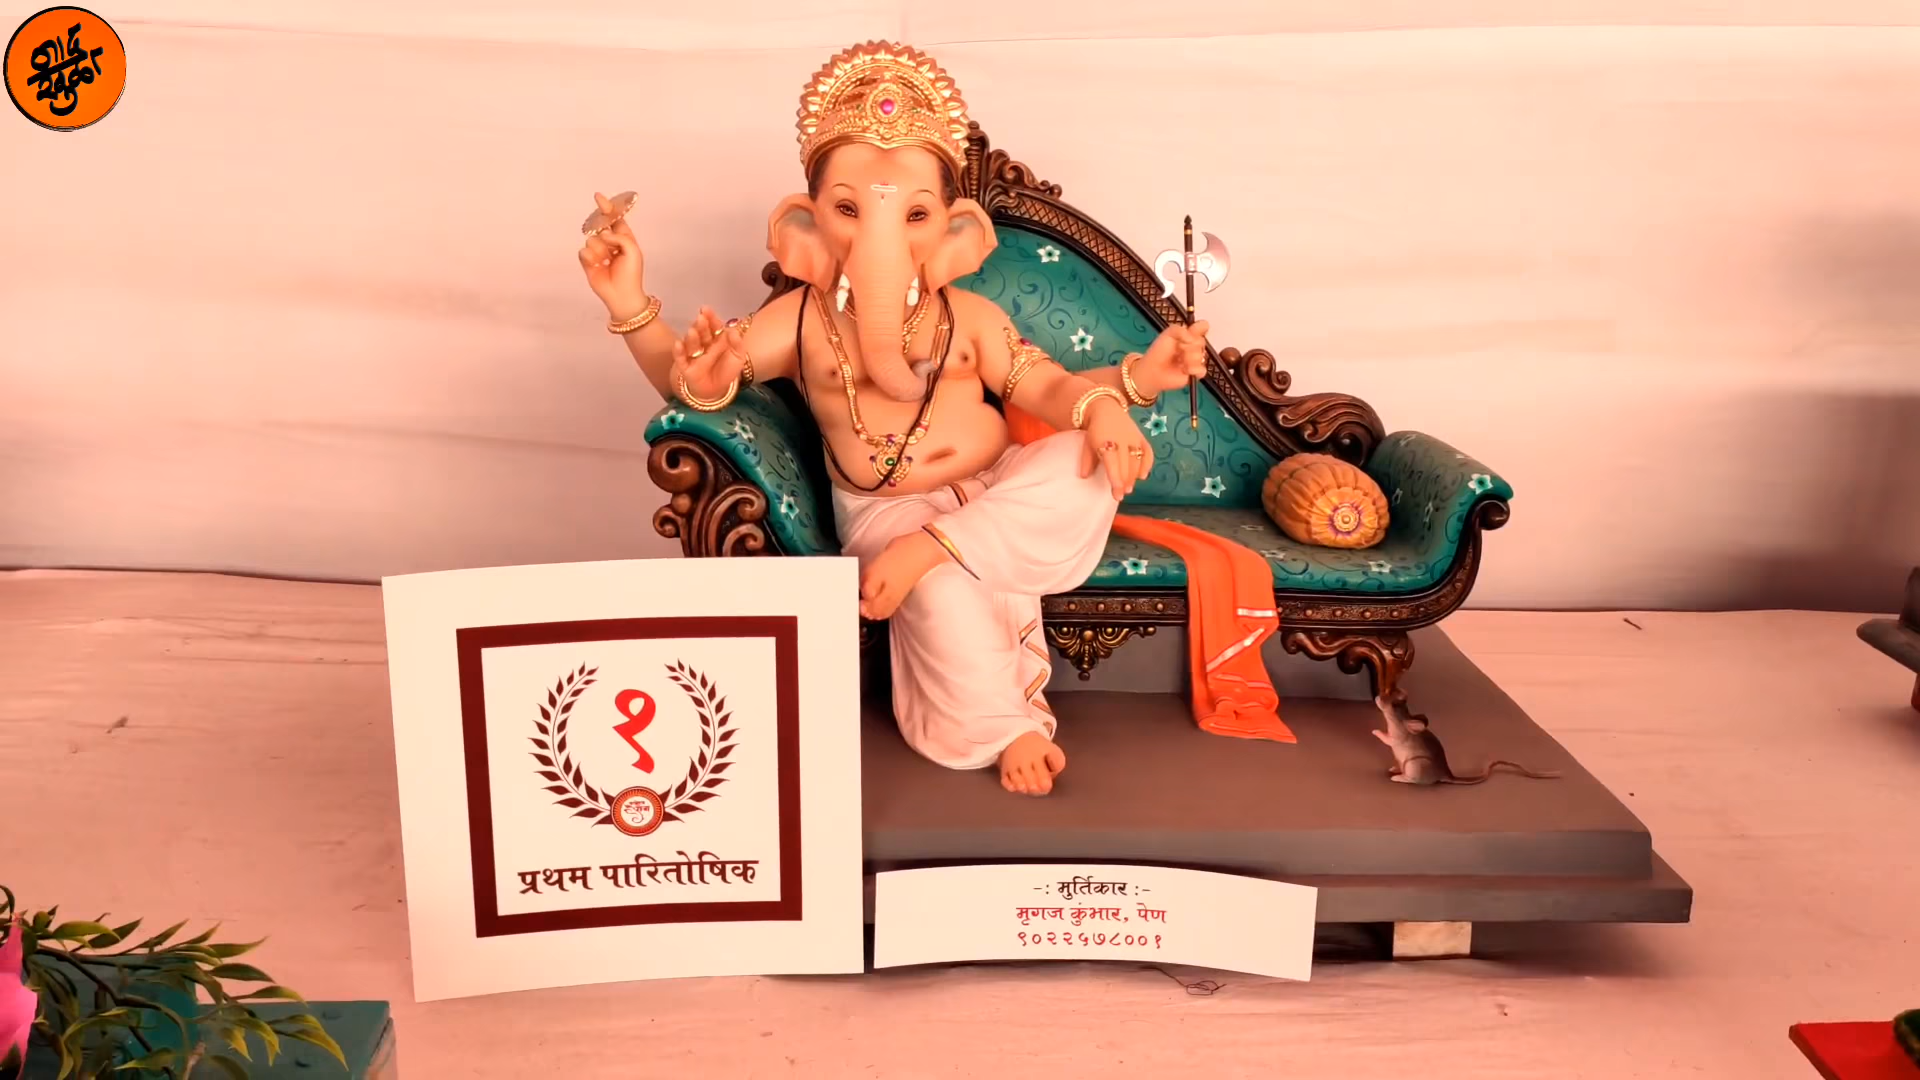 १
प्रथम पारितोषिक
-: मुर्तिकार :-
मृगज कुंभार, पेण
९०२२५७८००१